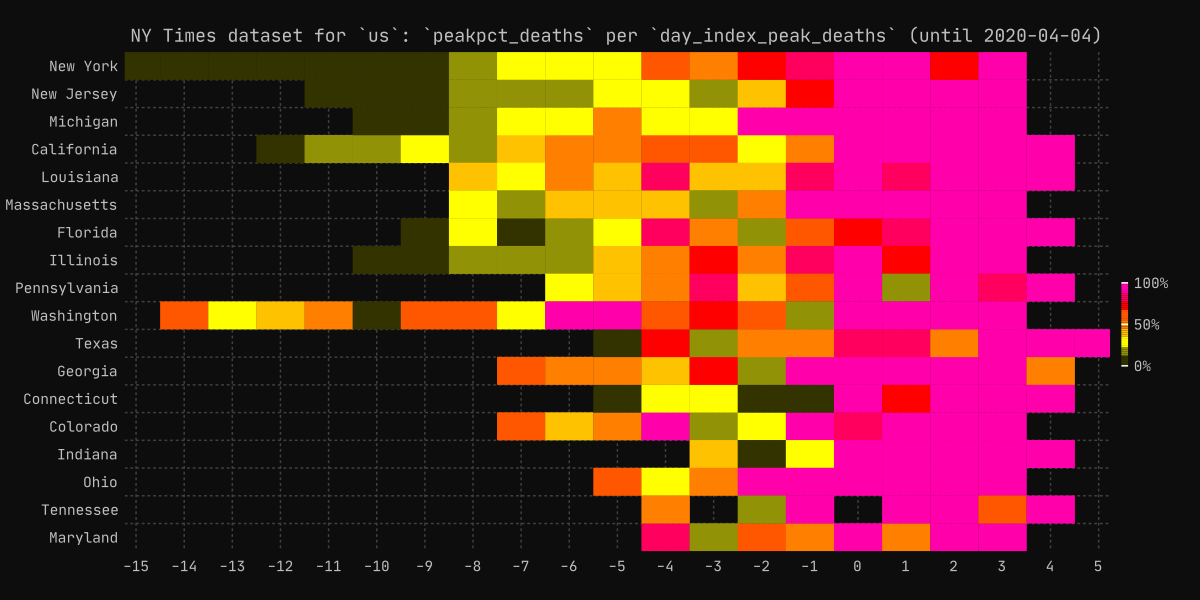 NY Times dataset for `us`: `peakpct_deaths` per `day_index_peak_deaths` (until 2020-04-04)
New York
New Jersey
Michigan
California
Louisiana
Massachusetts
Florida
Illinois
Pennsylvania
Washington
Texas
Georgia
Connecticut
Colorado
Indiana
Ohio
Tennessee
Maryland
-15 -14 -13 -12 -11 -10 -9 -8 -7 -6 -5 -4 -3 -2 -1 0 1 2 3 4 5
100%
50%
0%